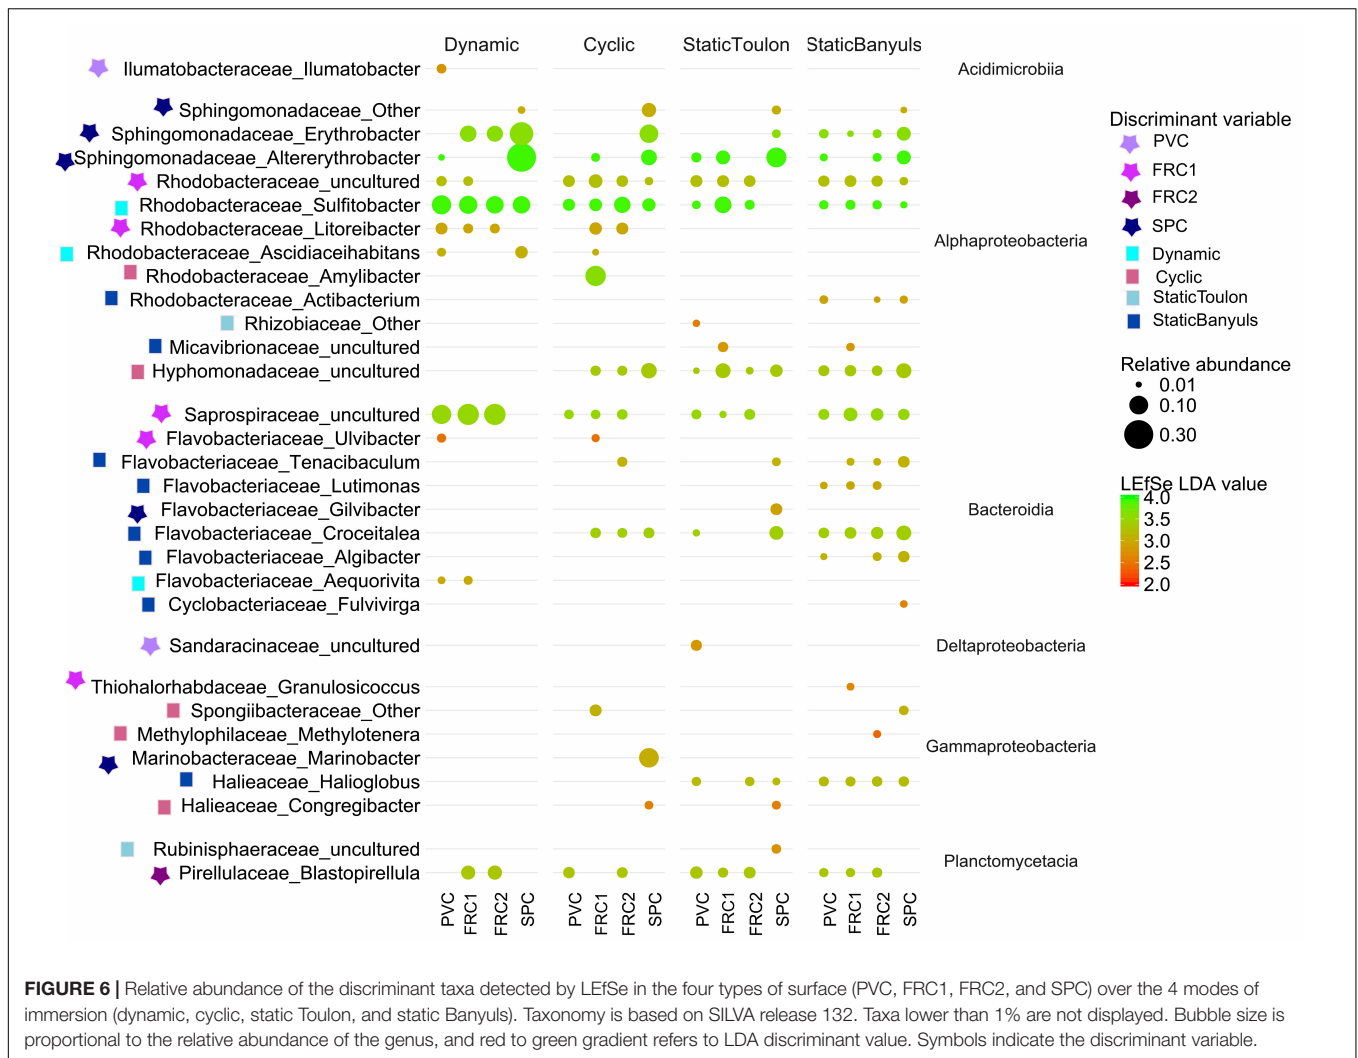 Dynamic Cyclic StaticToulon StaticBanyuls
Ilumatobacteraceae_Ilumatobacter
Acidimicrobiia
Sphingomonadaceae_Other
Sphingomonadaceae_Erythrobacter
Sphingomonadaceae_Altererythrobacter
Rhodobacteraceae_uncultured
Rhodobacteraceae_Sulfitobacter
Rhodobacteraceae_Litoreibacter
Rhodobacteraceae_Ascidiaceihabitans
Rhodobacteraceae_Amylibacter
Rhodobacteraceae_Actibacterium
Rhizobiaceae_Other
Micavibrionaceae_uncultured
Hyphomonadaceae_uncultured
Alphaproteobacteria
Saprospiraceae_uncultured
Flavobacteriaceae_Ulvibacter
Flavobacteriaceae_Tenacibaculum
Flavobacteriaceae_Lutimonas
Flavobacteriaceae_Gilvibacter
Flavobacteriaceae_Croceitalea
Flavobacteriaceae_Algibacter
Flavobacteriaceae_Aequorivita
Cyclobacteriaceae_Fulvivirga
Bacteroidia
Sandaracinaceae_uncultured
Deltaproteobacteria
Thiohalorhabdaceae_Granulosicoccus
Spongiibacteraceae_Other
Methylophilaceae_Methylotenera
Marinobacteraceae_Marinobacter
Halieaceae_Halioglobus
Halieaceae_Congregibacter
Gammaproteobacteria
Rubinisphaeraceae_uncultured
Pirellulaceae_Blastopirellula
Planctomycetacia
PVC FRC1 FRC2 SPC PVC FRC1 FRC2 SPC PVC FRC1 FRC2 SPC PVC FRC1 FRC2 SPC
Discriminant variable
PVC
FRC1
FRC2
SPC
Dynamic
Cyclic
StaticToulon
StaticBanyuls
Relative abundance
0.01
0.10
0.30
LEfSe LDA value
4.0
3.5
3.0
2.5
2.0
FIGURE 6 | Relative abundance of the discriminant taxa detected by LEfSe in the four types of surface (PVC, FRC1, FRC2, and SPC) over the 4 modes of
immersion (dynamic, cyclic, static Toulon, and static Banyuls). Taxonomy is based on SILVA release 132. Taxa lower than 1% are not displayed. Bubble size is
proportional to the relative abundance of the genus, and red to green gradient refers to LDA discriminant value. Symbols indicate the discriminant variable.